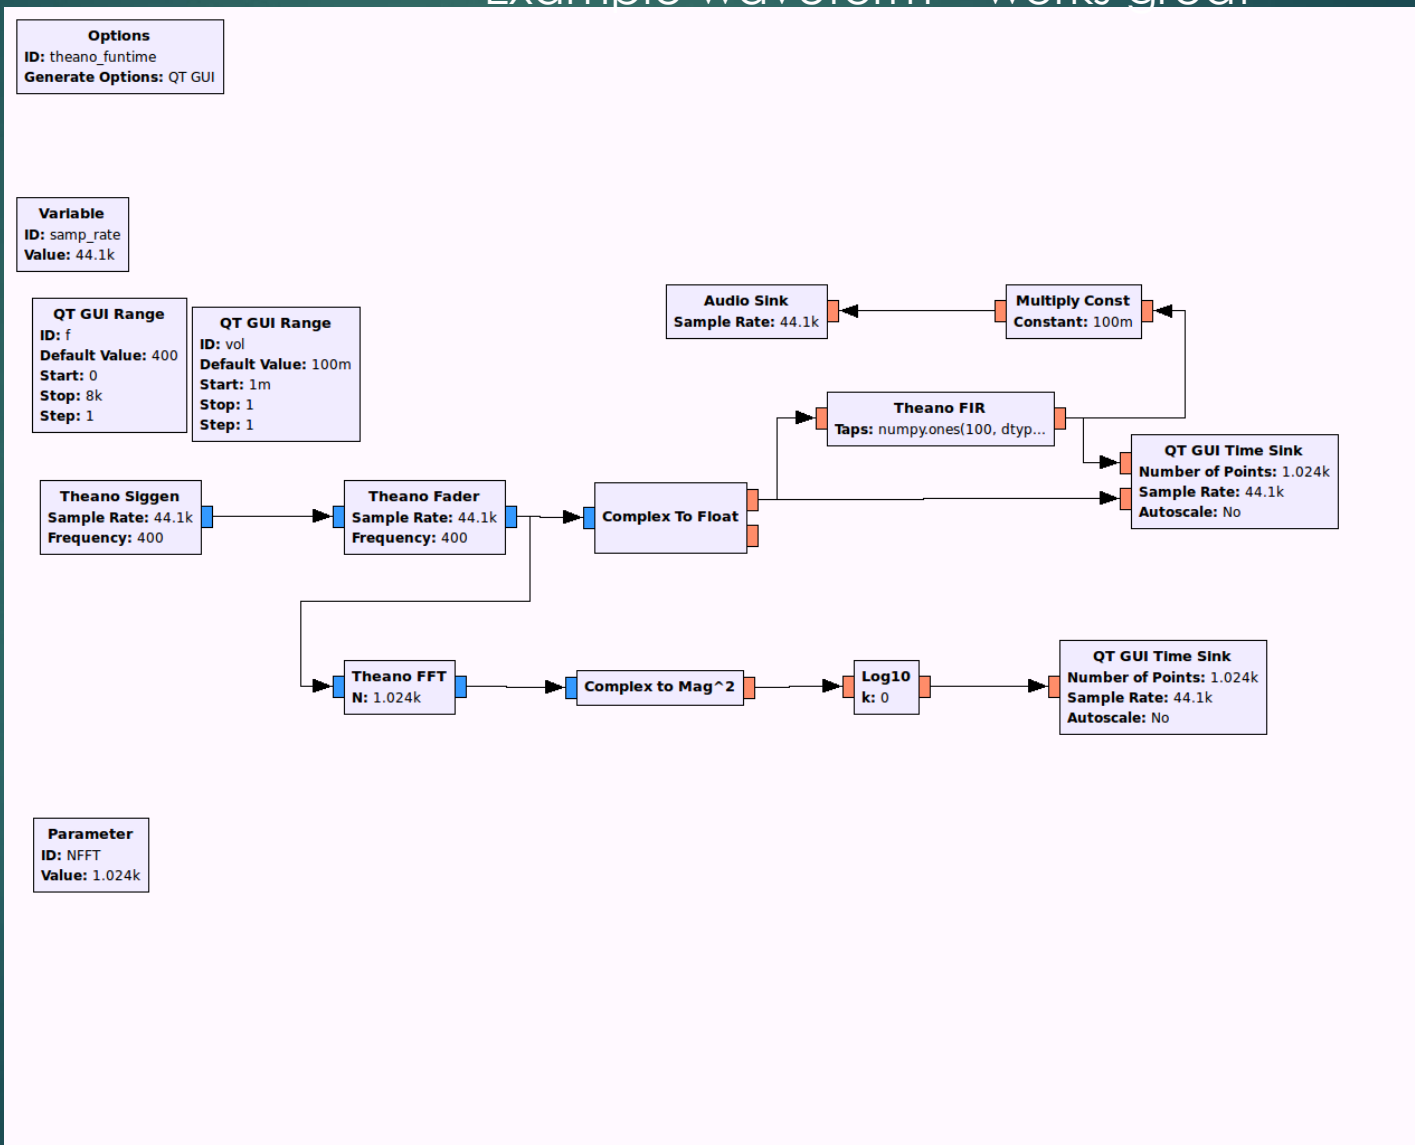 Example waveform - works great
Options
ID: theano_funtime
Generate Options: QT GUI
Variable
ID: samp_rate
Value: 44.1k
QT GUI Range
ID: f
Default Value: 400
Start: 0
Stop: 8k
Step: 1
QT GUI Range
ID: vol
Default Value: 100m
Start: 1m
Stop: 1
Step: 1
Audio Sink
Sample Rate: 44.1k
Multiply Const
Constant: 100m
Theano FIR
Taps: numpy.ones(100, dtyp...
QT GUI Time Sink
Number of Points: 1.024k
Sample Rate: 44.1k
Autoscale: No
Theano Siggen
Sample Rate: 44.1k
Frequency: 400
Theano Fader
Sample Rate: 44.1k
Frequency: 400
Complex To Float
Theano FFT
N: 1.024k
Complex to Mag^2
Log10
k: 0
QT GUI Time Sink
Number of Points: 1.024k
Sample Rate: 44.1k
Autoscale: No
Parameter
ID: NFFT
Value: 1.024k